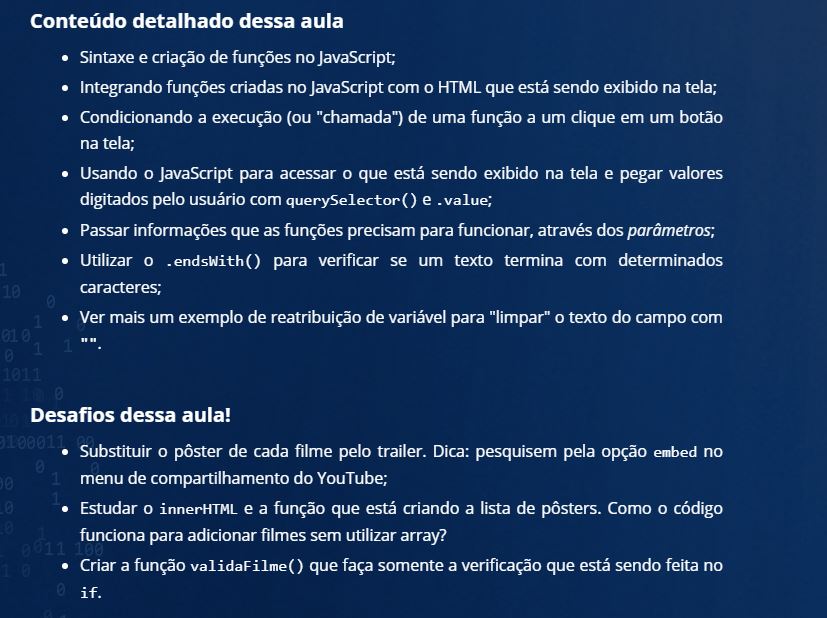 Conteúdo detalhado dessa aula
• Sintaxe e criação de funções no JavaScript;
• Integrando funções criadas no JavaScript com o HTML que está sendo exibido na tela;
• Condicionando a execução (ou "chamada") de uma função a um clique em um botão
na tela;
• Usando o JavaScript para acessar o que está sendo exibido na tela e pegar valores
digitados pelo usuário com querySelector() e .value;
• Passar informações que as funções precisam para funcionar, através dos parâmetros;
• Utilizar o .endsWith() para verificar se um texto termina com determinados
caracteres;
• Ver mais um exemplo de reatribuição de variável para "limpar" o texto do campo com
"".
Desafios dessa aula!
• Substituir o pôster de cada filme pelo trailer. Dica: pesquisem pela opção embed no
menu de compartilhamento do YouTube;
• Estudar o innerHTML e a função que está criando a lista de pôsters. Como o código
funciona para adicionar filmes sem utilizar array?
• Criar a função validaFilme() que faça somente a verificação que está sendo feita no
if.